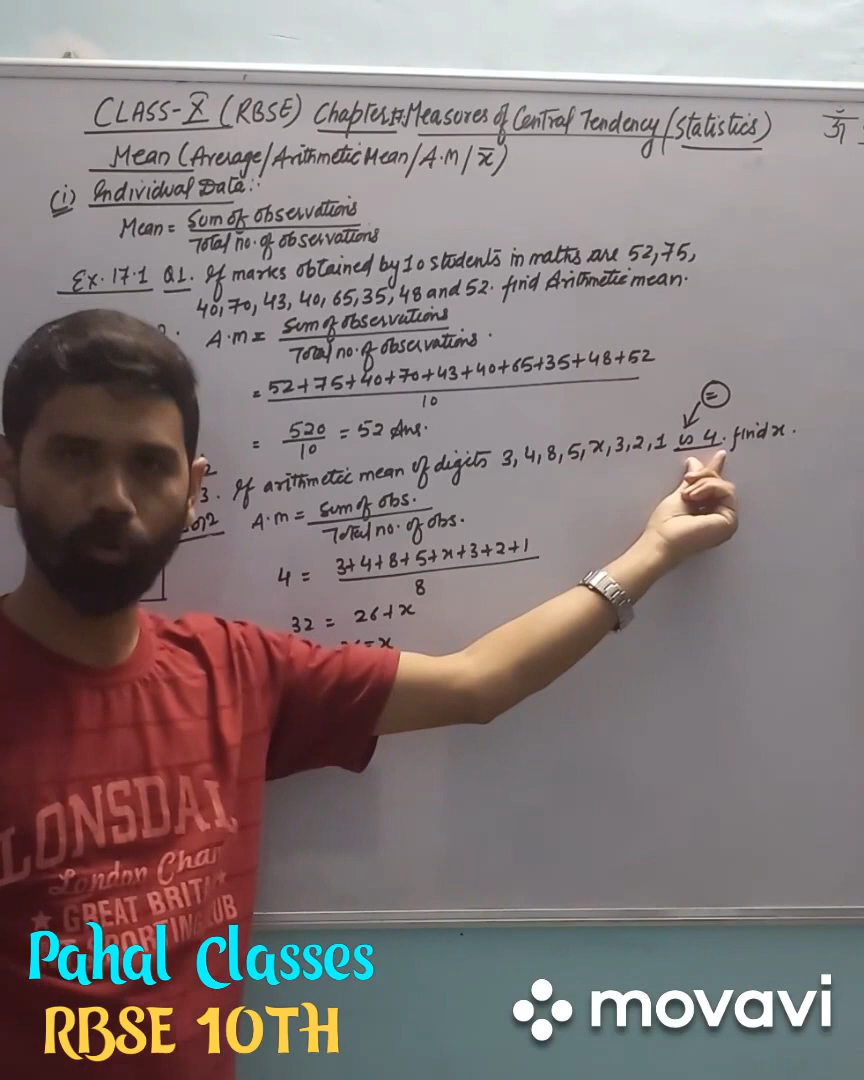 CLASS-X (RBSE) Chapter 17: Measures of Central Tendency/(Statistics)
Mean (Average/Arithmetic Mean/A.M/x̄)
(i) Individual Data:
Mean = Sum of observations
Total no. of observations
Ex. 17.1 Q1. If marks obtained by 10 students in maths are 52, 75,
40, 70, 43, 40, 65, 35, 48 and 52. find Arithmetic mean.
A.M = Sum of observations
Total no. of observations.
= 52+75+40+70+43+40+65+35+48+52
10
= 520/10 = 52 Ans.
=
3. If arithmetic mean of digits 3, 4, 8, 5, x, 3, 2, 1 is 4. find x.
A.M = Sum of obs.
Total no. of obs.
4 = 3+4+8+5+x+3+2+1
8
32 = 26+x
LONSDAL
London Char
GREAT BRITA
SPORTING CLUB
Pahal Classes
RBSE 10TH
movavi